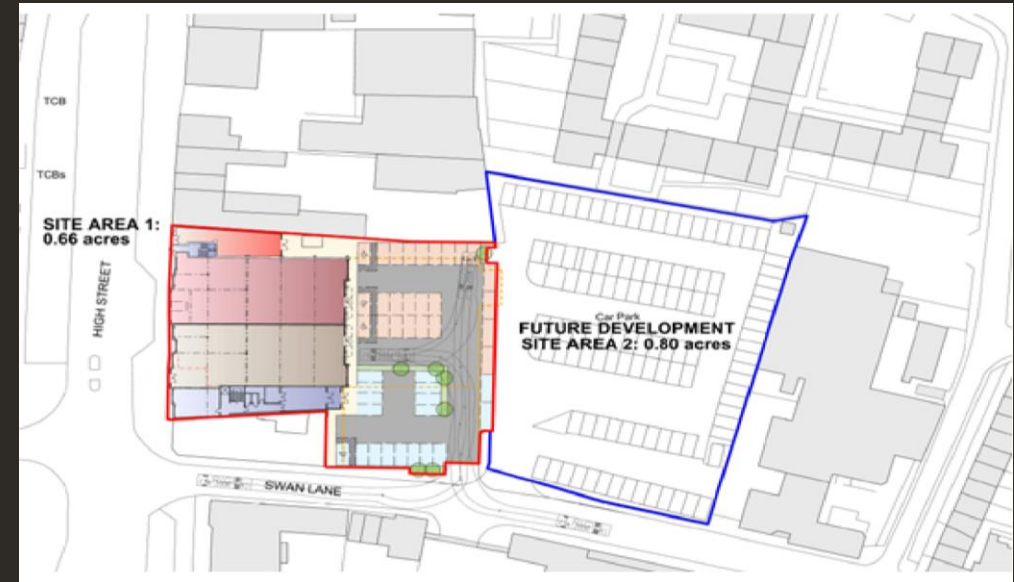 TCB
TCBs
SITE AREA 1:
0.66 acres
HIGH STREET
Car Park
FUTURE DEVELOPMENT
SITE AREA 2: 0.80 acres
SWAN LANE